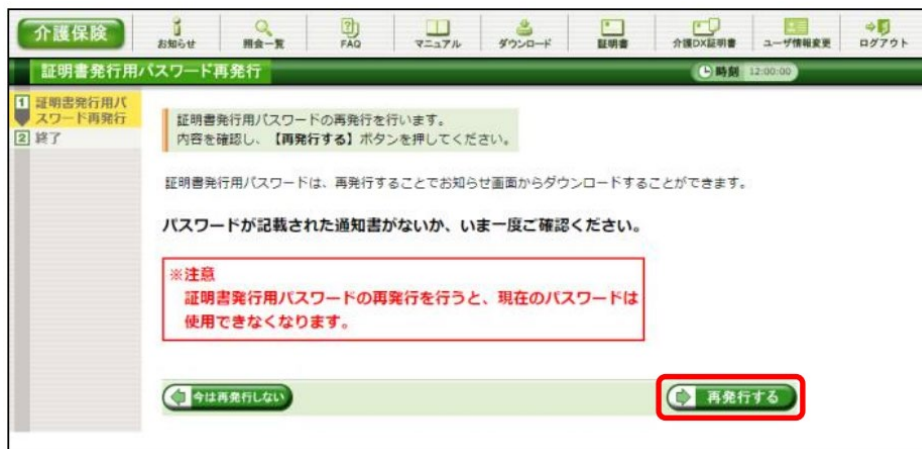 介護保険
お知らせ
照会一覧
FAQ
マニュアル
ダウンロード
証明書
介護DX証明書
ユーザ情報変更
ログアウト
証明書発行用パスワード再発行
時刻 12:00:00
1 証明書発行用パ
スワード再発行
2 終了
証明書発行用パスワードの再発行を行います。
内容を確認し、【再発行する】ボタンを押してください。
証明書発行用パスワードは、再発行することでお知らせ画面からダウンロードすることができます。
パスワードが記載された通知書がないか、いま一度ご確認ください。
※注意
証明書発行用パスワードの再発行を行うと、現在のパスワードは
使用できなくなります。
今は再発行しない
再発行する